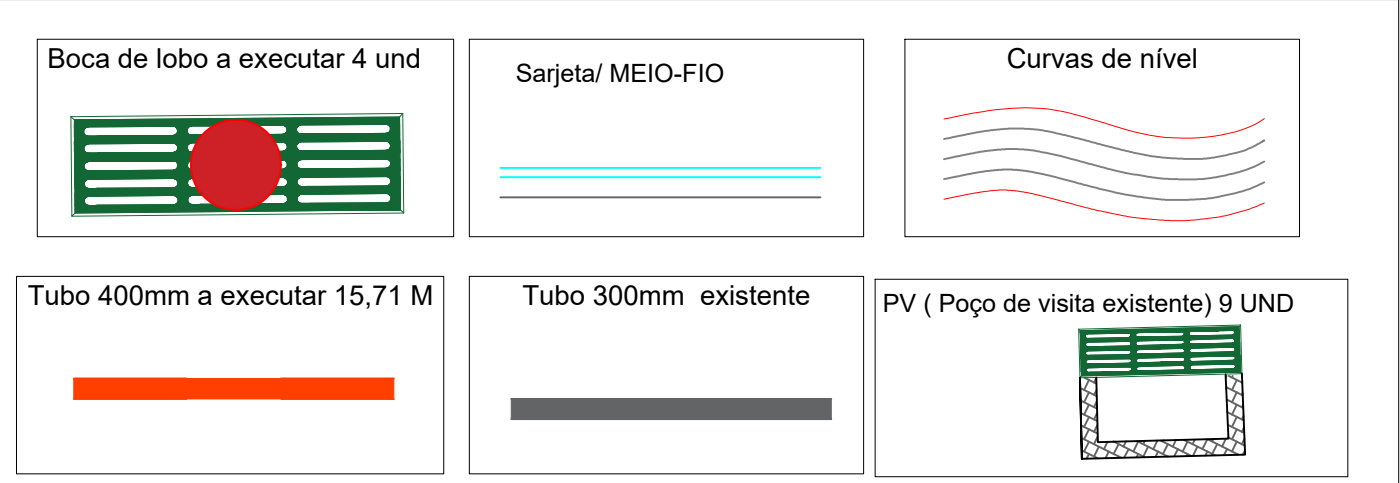 Boca de lobo a executar 4 und
Sarjeta/ MEIO-FIO
Curvas de nível
Tubo 400mm a executar 15,71 M
Tubo 300mm existente
PV ( Poço de visita existente) 9 UND